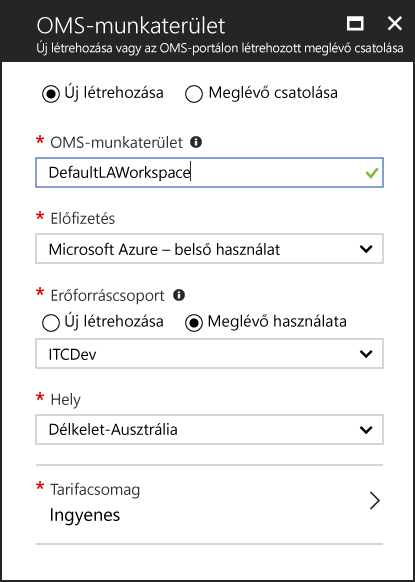 OMS-munkaterület
Új létrehozása vagy az OMS-portálon létrehozott meglévő csatolása
Új létrehozása Meglévő csatolása
* OMS-munkaterület
DefaultLAWorkspace
* Előfizetés
Microsoft Azure – belső használat
* Erőforráscsoport
Új létrehozása Meglévő használata
ITCDev
* Hely
Délkelet-Ausztrália
* Tarifacsomag
Ingyenes